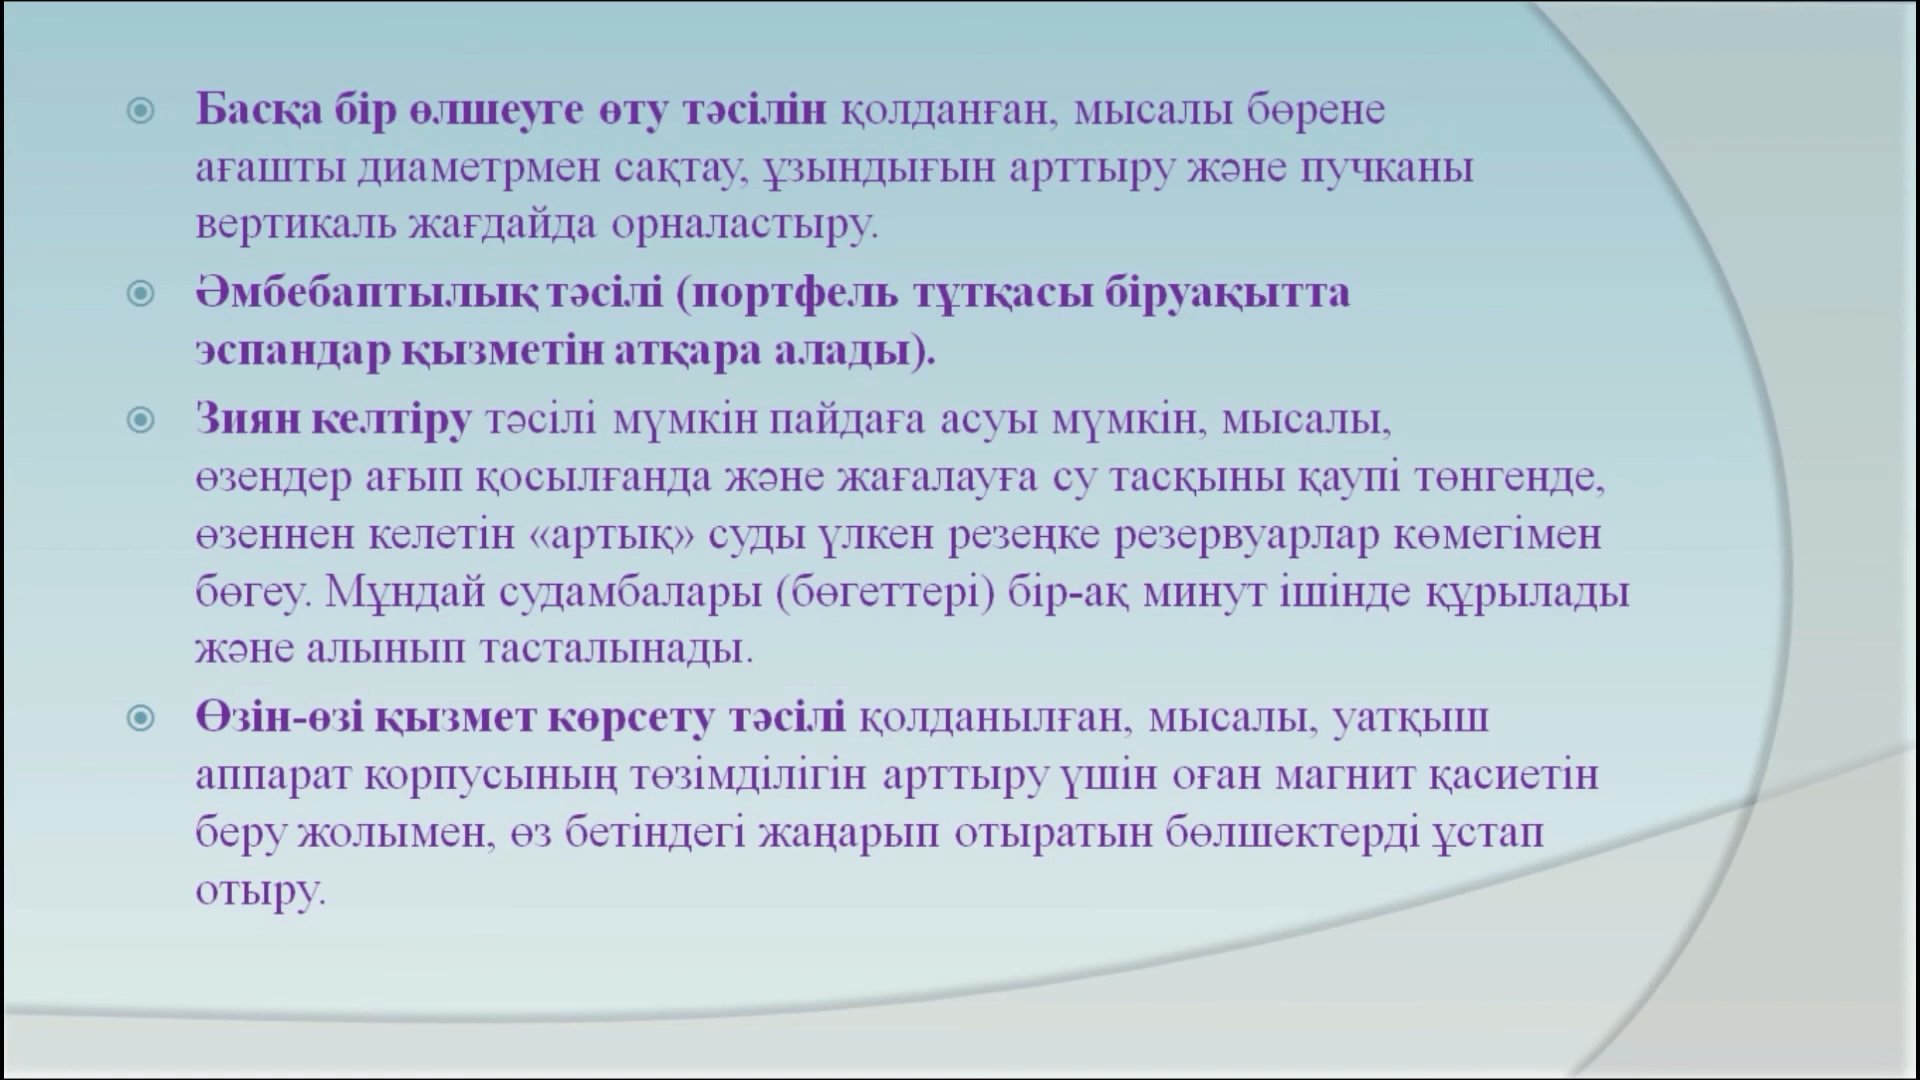 Басқа бір өлшеуге өту тәсілін қолданған, мысалы бөрене
ағашты диаметрмен сақтау, ұзындығын арттыру және пучканы
вертикаль жағдайда орналастыру.
Әмбебаптылық тәсілі (портфель тұтқасы біруақытта
эспандар қызметін атқара алады).
Зиян келтіру тәсілі мүмкін пайдаға асуы мүмкін, мысалы,
өзендер ағып қосылғанда және жағалауға су тасқыны қаупі төнгенде,
өзеннен келетін «артық» суды үлкен резеңке резервуарлар көмегімен
бөгеу. Мұндай судамбалары (бөгеттері) бір-ақ минут ішінде құрылады
және алынып тасталынады.
Өзін-өзі қызмет көрсету тәсілі қолданылған, мысалы, уатқыш
аппарат корпусының төзімділігін арттыру үшін оған магнит қасиетін
беру жолымен, өз бетіндегі жаңарып отыратын бөлшектерді ұстап
отыру.